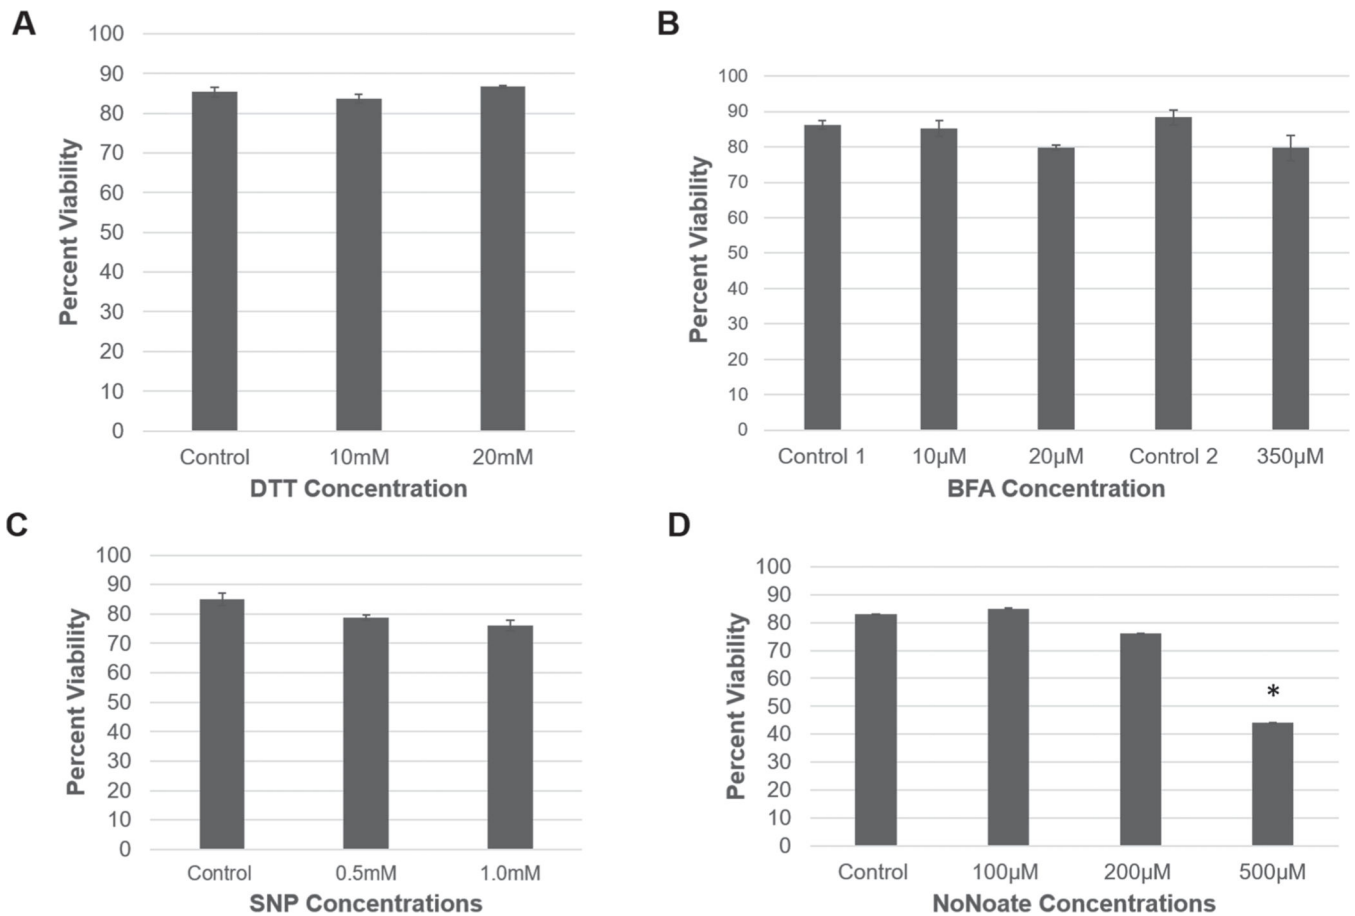 A
100
90
80
70
60
50
40
30
20
10
0
Percent Viability
Control 10mM 20mM
DTT Concentration
B
100
90
80
70
60
50
40
30
20
10
0
Percent Viability
Control 1 10µM 20µM Control 2 350µM
BFA Concentration
C
100
90
80
70
60
50
40
30
20
10
0
Percent Viability
Control 0.5mM 1.0mM
SNP Concentrations
D
100
90
80
70
60
50
40
30
20
10
0
Percent Viability
*
Control 100µM 200µM 500µM
NoNoate Concentrations